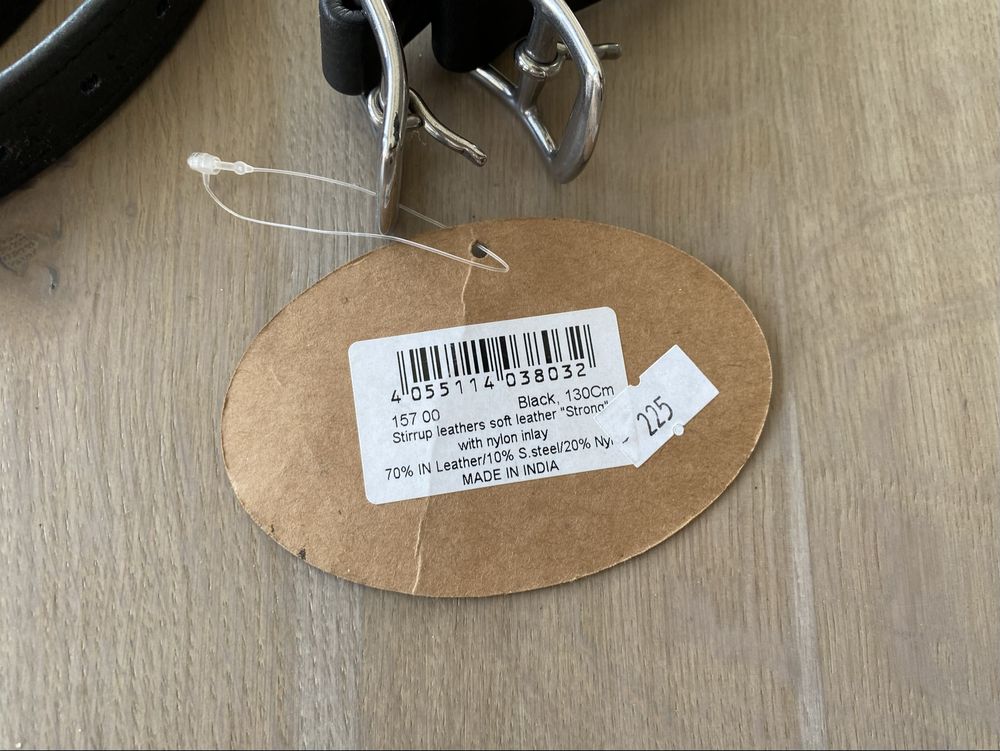 4 055114 038032
157 00 Black, 130Cm
Stirrup leathers soft leather "Strong"
with nylon inlay
70% IN Leather/10% S.steel/20%
MADE IN INDIA
225